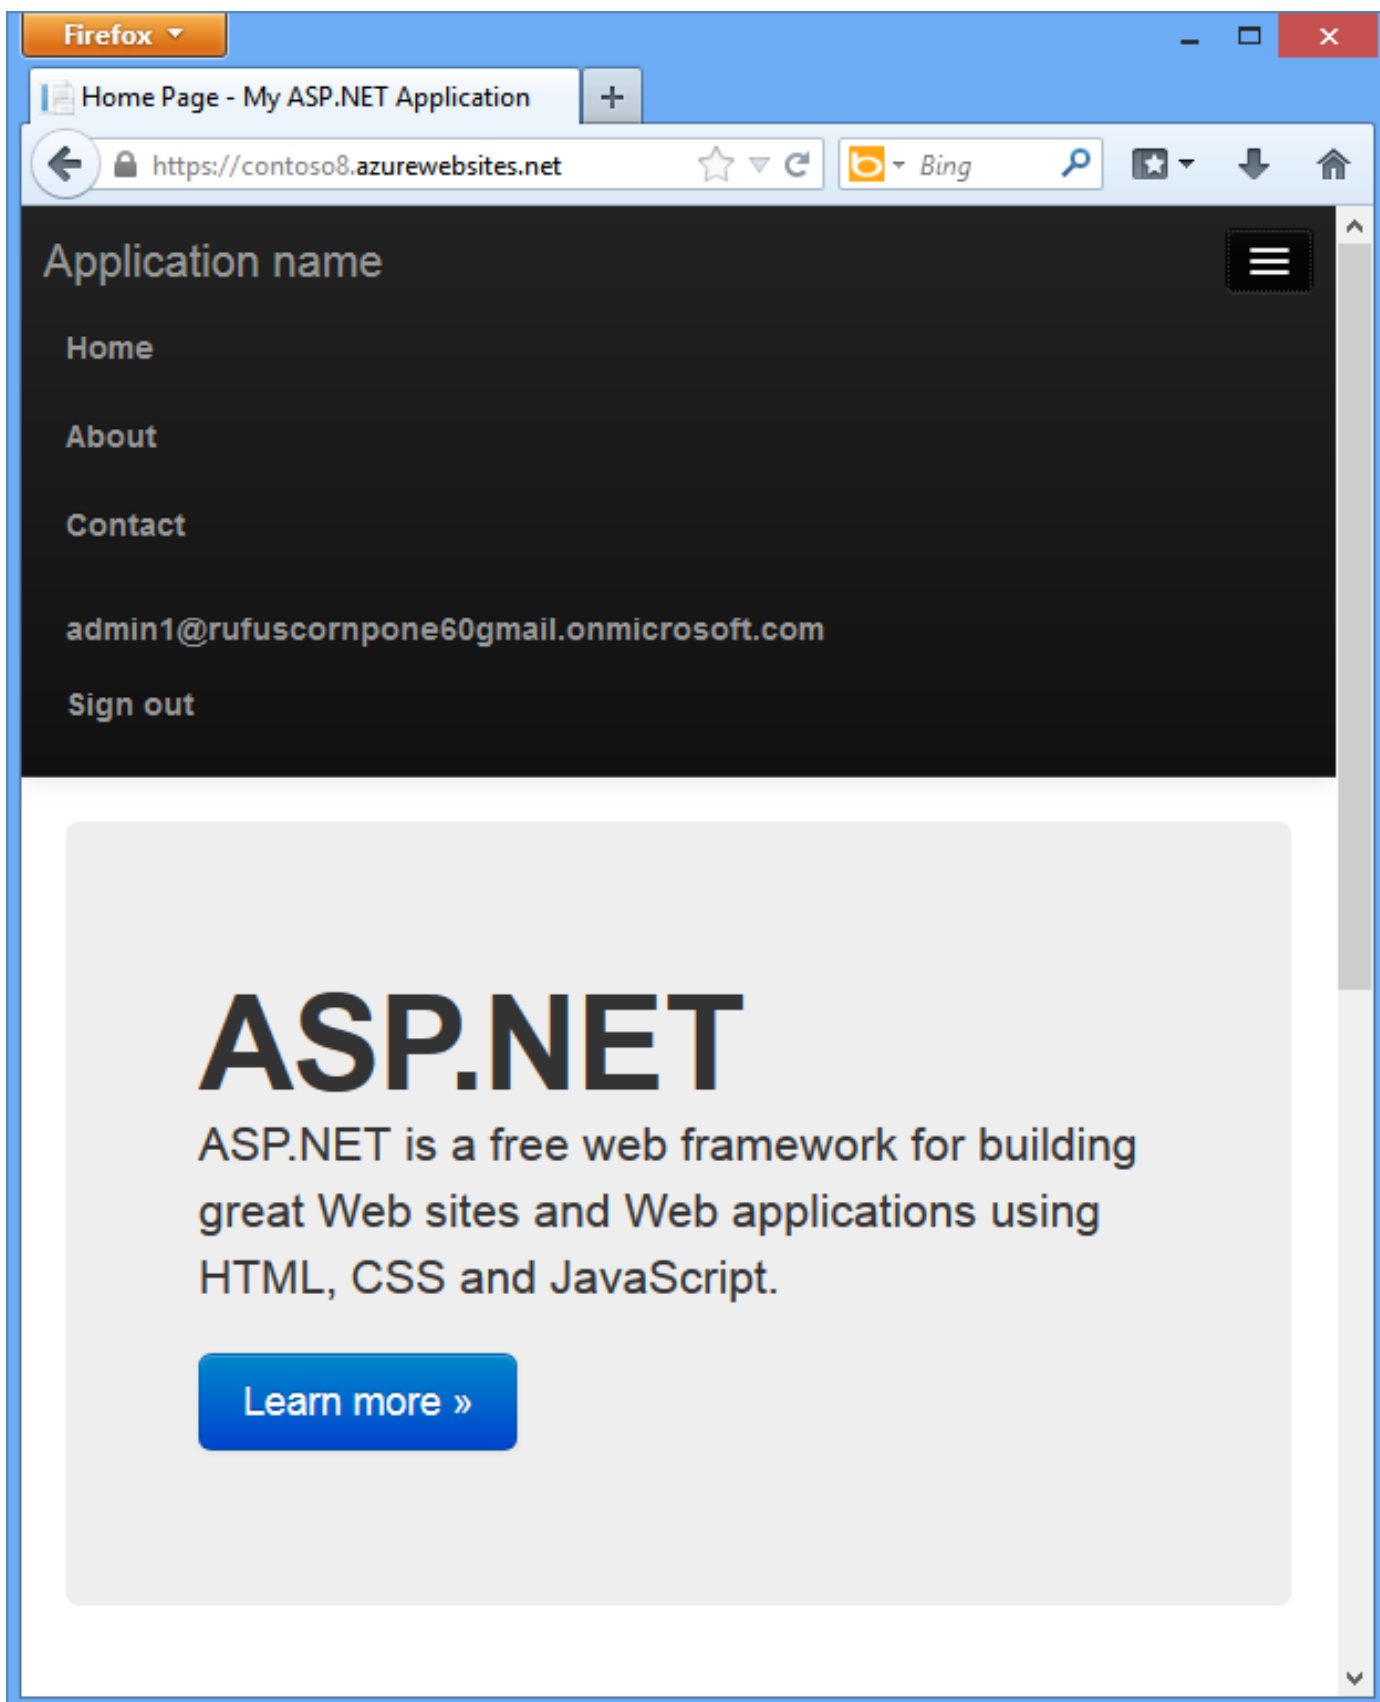 Firefox
Home Page - My ASP.NET Application
https://contoso8.azurewebsites.net
Bing
Application name
Home
About
Contact
admin1@rufuscornpone60gmail.onmicrosoft.com
Sign out
ASP.NET
ASP.NET is a free web framework for building
great Web sites and Web applications using
HTML, CSS and JavaScript.
Learn more »